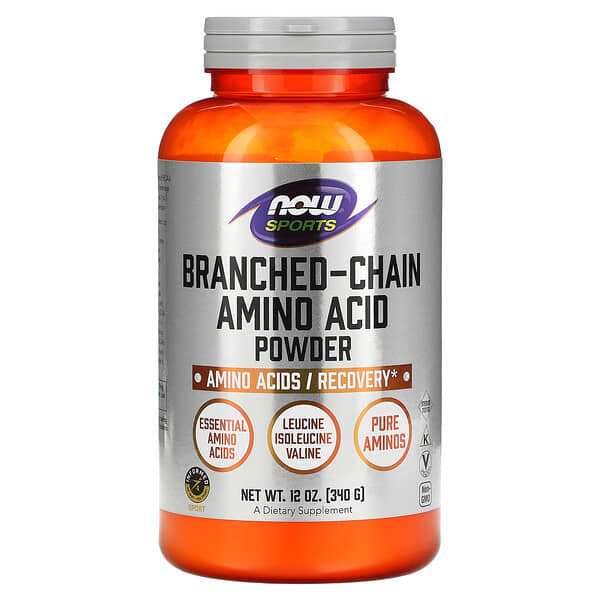 NOW
SPORTS
BRANCHED-CHAIN
AMINO ACID
POWDER
• AMINO ACIDS / RECOVERY* •
ESSENTIAL
AMINO
ACIDS
LEUCINE
ISOLEUCINE
VALINE
PURE
AMINOS
K
V
Non-
GMO
INFORMED
SPORT
NET WT. 12 OZ. (340 G)
A Dietary Supplement